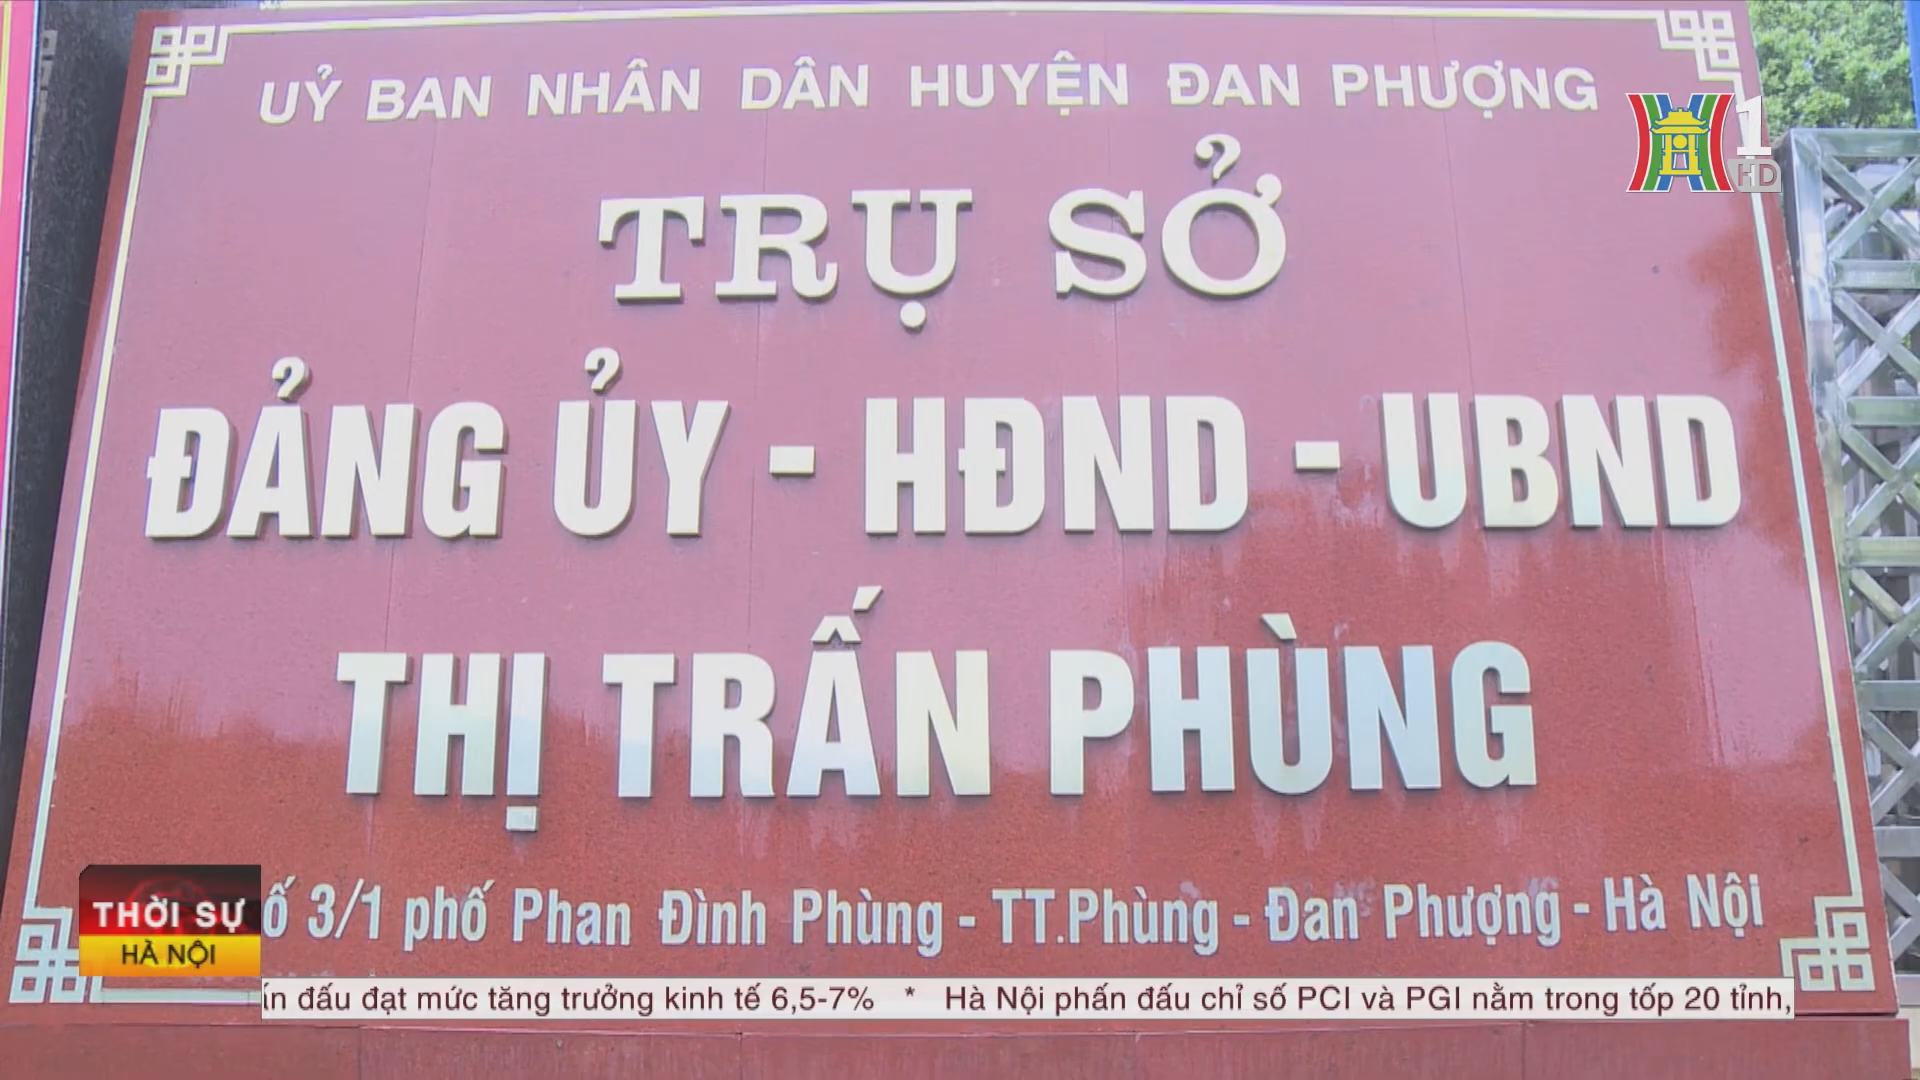 UỶ BAN NHÂN DÂN HUYỆN ĐAN PHƯỢNG
1
HD
TRỤ SỞ
ĐẢNG ỦY - HĐND - UBND
THỊ TRẤN PHÙNG
3/1 phố Phan Đình Phùng - TT.Phùng - Đan Phượng - Hà Nội
THỜI SỰ
HÀ NỘI
đấu đạt mức tăng trưởng kinh tế 6,5-7% * Hà Nội phấn đấu chỉ số PCI và PGI nằm trong tốp 20 tỉnh,